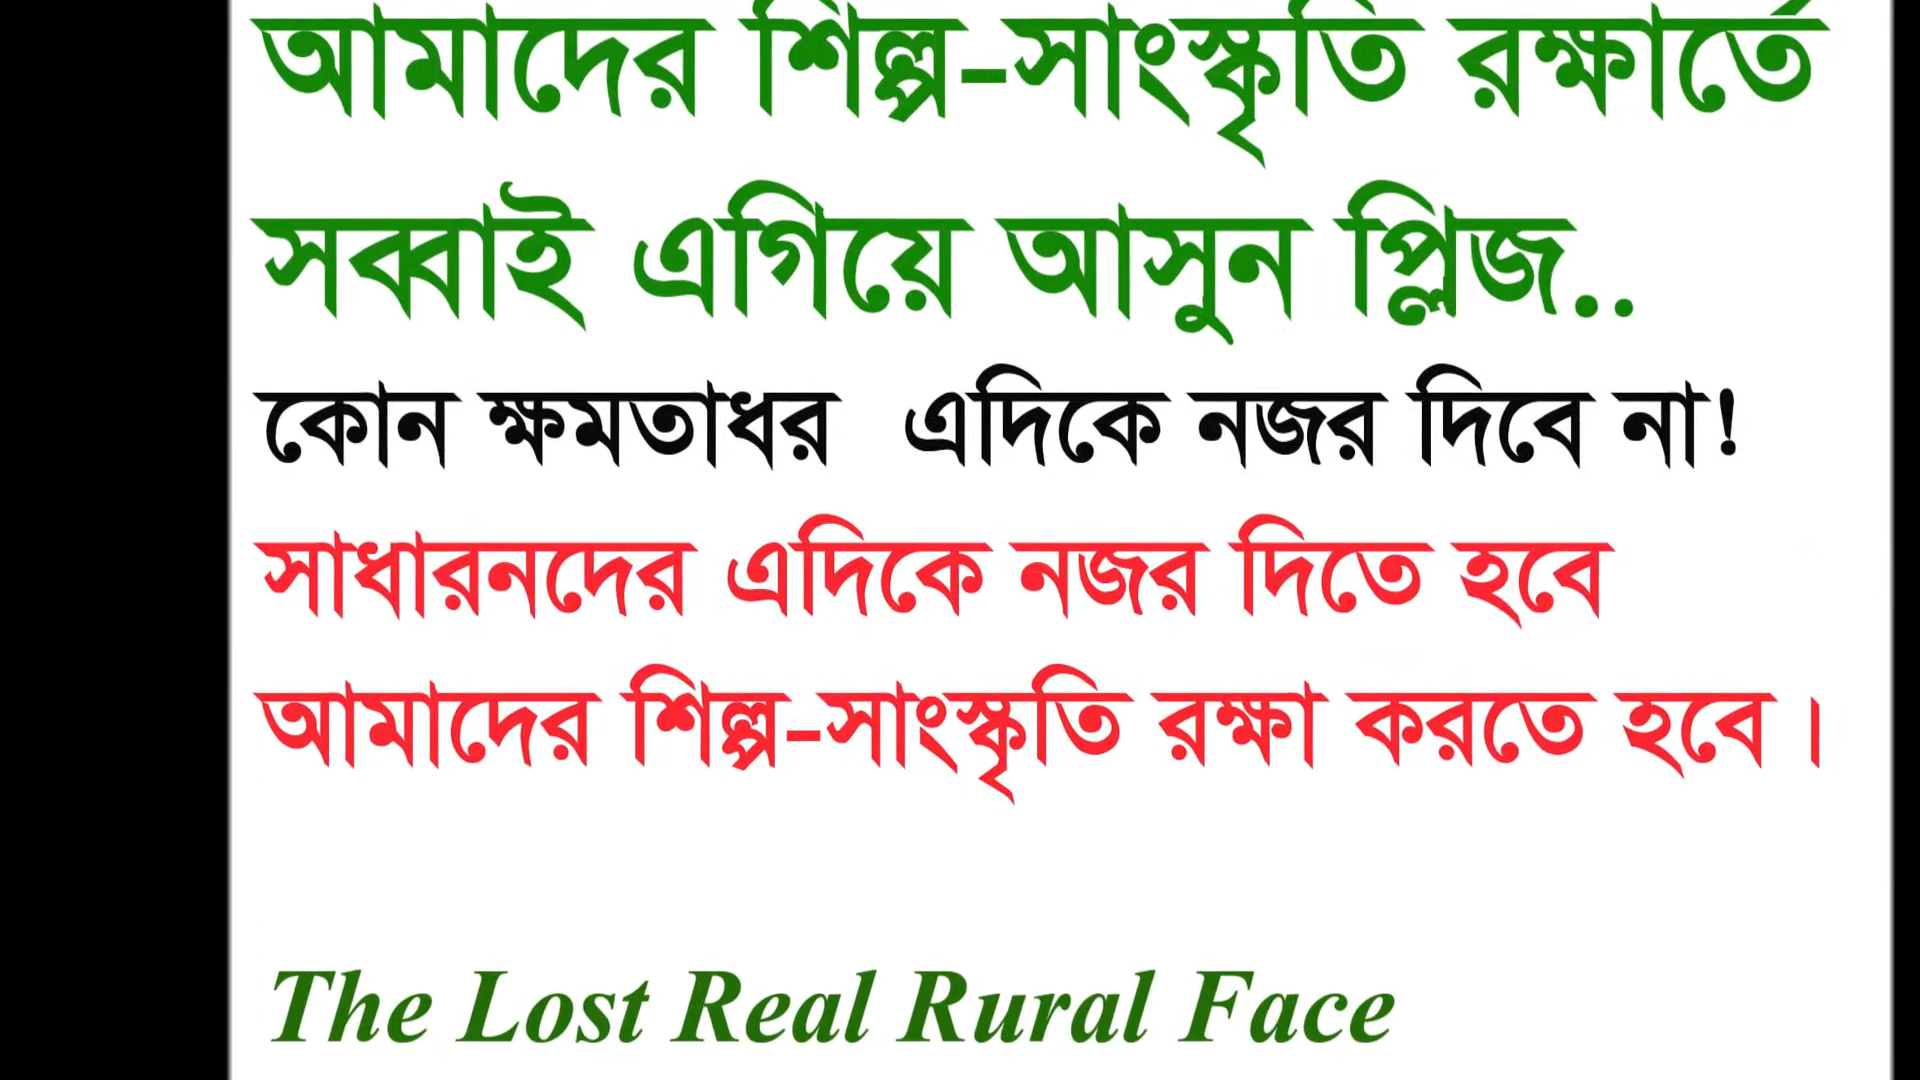 আমাদের শিল্প-সাংস্কৃতি রক্ষার্তে
সব্বাই এগিয়ে আসুন প্লিজ..
কোন ক্ষমতাধর এদিকে নজর দিবে না!
সাধারনদের এদিকে নজর দিতে হবে
আমাদের শিল্প-সাংস্কৃতি রক্ষা করতে হবে।
The Lost Real Rural Face